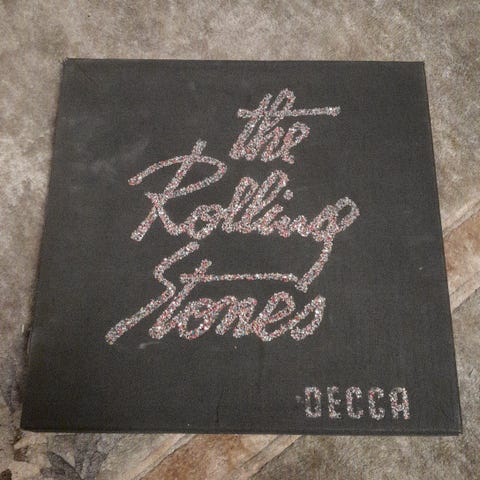 the
Rolling
Stones
DECCA